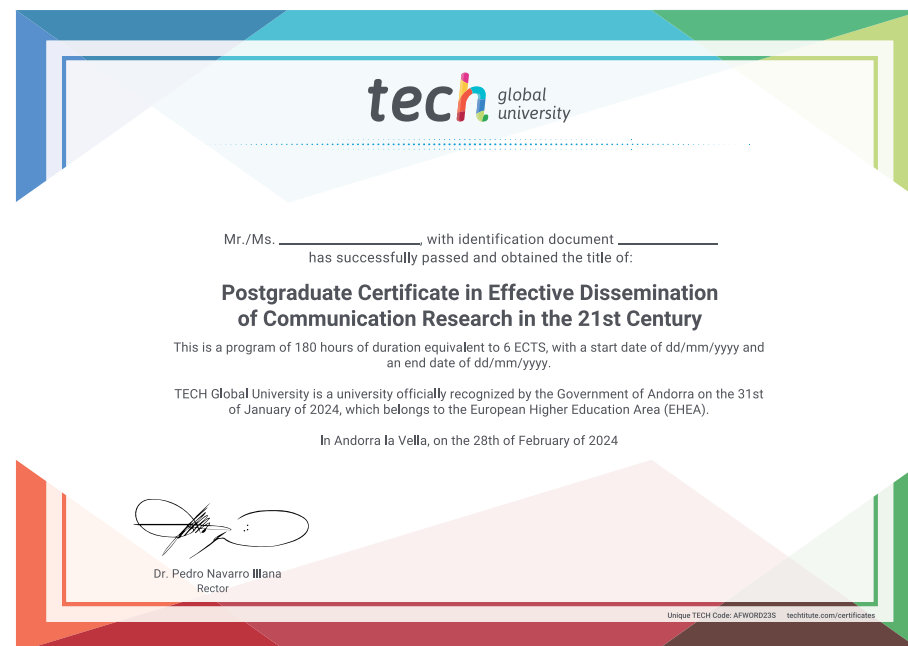 tech global
university
Mr./Ms. ____________, with identification document ____________
has successfully passed and obtained the title of:
Postgraduate Certificate in Effective Dissemination
of Communication Research in the 21st Century
This is a program of 180 hours of duration equivalent to 6 ECTS, with a start date of dd/mm/yyyy and
an end date of dd/mm/yyyy.
TECH Global University is a university officially recognized by the Government of Andorra on the 31st
of January of 2024, which belongs to the European Higher Education Area (EHEA).
In Andorra la Vella, on the 28th of February of 2024
Dr. Pedro Navarro Illana
Rector
Unique TECH Code: AFWORD23S techtitute.com/certificates